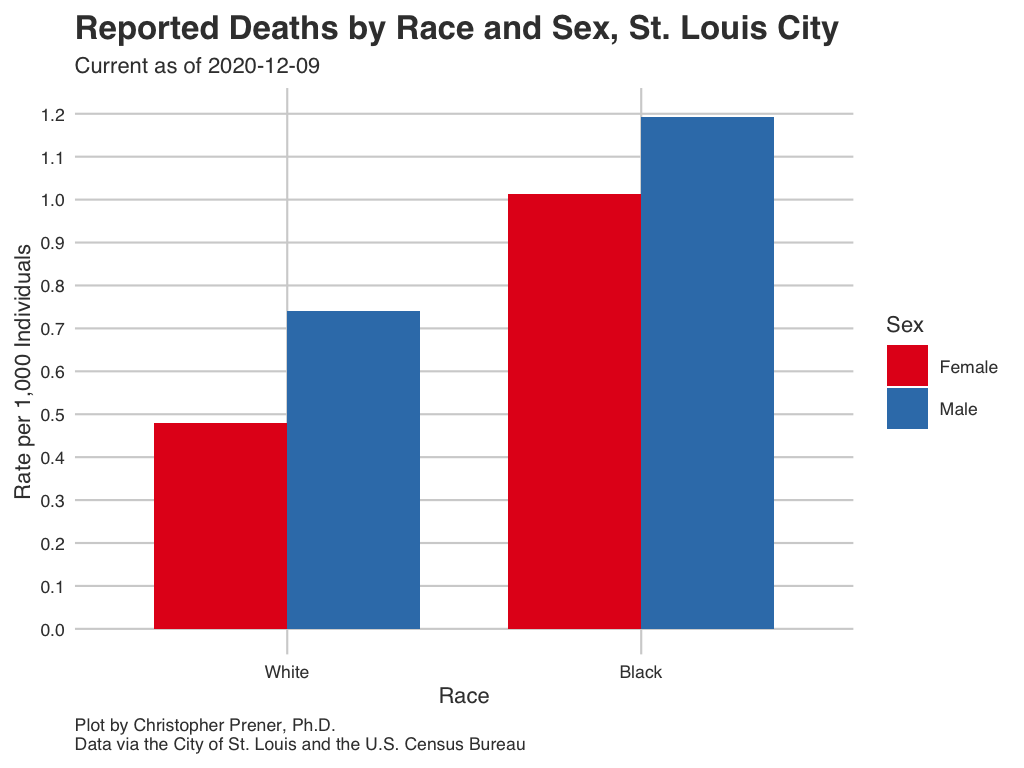 Reported Deaths by Race and Sex, St. Louis City
Current as of 2020-12-09
Rate per 1,000 Individuals
1.2
1.1
1.0
0.9
0.8
0.7
0.6
0.5
0.4
0.3
0.2
0.1
0.0
White
Black
Race
Sex
Female
Male
Plot by Christopher Prener, Ph.D.
Data via the City of St. Louis and the U.S. Census Bureau